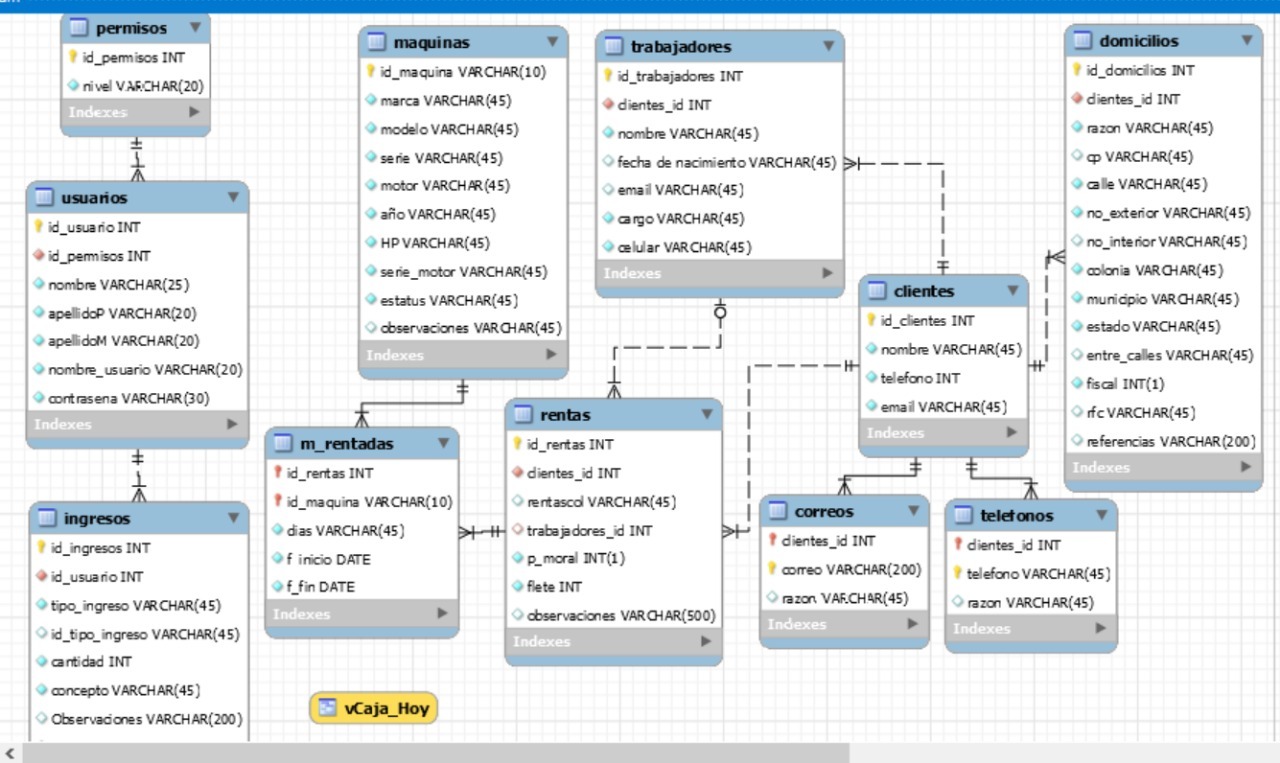 permisos
id_permisos INT
nivel VARCHAR(20)
Indexes
usuarios
id_usuario INT
id_permisos INT
nombre VARCHAR(25)
apellidoP VARCHAR(20)
apellidoM VARCHAR(20)
nombre_usuario VARCHAR(20)
contrasena VARCHAR(30)
Indexes
ingresos
id_ingresos INT
id_usuario INT
tipo_ingreso VARCHAR(45)
id_tipo_ingreso VARCHAR(45)
cantidad INT
concepto VARCHAR(45)
Observaciones VARCHAR(200)
maquinas
id_maquina VARCHAR(10)
marca VARCHAR(45)
modelo VARCHAR(45)
serie VARCHAR(45)
motor VARCHAR(45)
año VARCHAR(45)
HP VARCHAR(45)
serie_motor VARCHAR(45)
estatus VARCHAR(45)
observaciones VARCHAR(45)
Indexes
m_rentadas
id_rentas INT
id_maquina VARCHAR(10)
dias VARCHAR(45)
f inicio DATE
f_fin DATE
Indexes
vCaja_Hoy
trabajadores
id_trabajadores INT
clientes_id INT
nombre VARCHAR(45)
fecha de nacimiento VARCHAR(45)
email VARCHAR(45)
cargo VARCHAR(45)
celular VARCHAR(45)
Indexes
rentas
id_rentas INT
clientes_id INT
rentascol VARCHAR(45)
trabajadores_id INT
p_moral INT(1)
flete INT
observaciones VARCHAR(500)
Indexes
clientes
id_clientes INT
nombre VARCHAR(45)
telefono INT
email VARCHAR(45)
Indexes
correos
clientes_id INT
correo VARCHAR(200)
razon VARCHAR(45)
Indexes
telefonos
clientes_id INT
telefono VARCHAR(45)
razon VARCHAR(45)
Indexes
domicilios
id_domicilios INT
clientes_id INT
razon VARCHAR(45)
cp VARCHAR(45)
calle VARCHAR(45)
no_exterior VARCHAR(45)
no_interior VARCHAR(45)
colonia VARCHAR(45)
municipio VARCHAR(45)
estado VARCHAR(45)
entre_calles VARCHAR(45)
fiscal INT(1)
rfc VARCHAR(45)
referencias VARCHAR(200)
Indexes